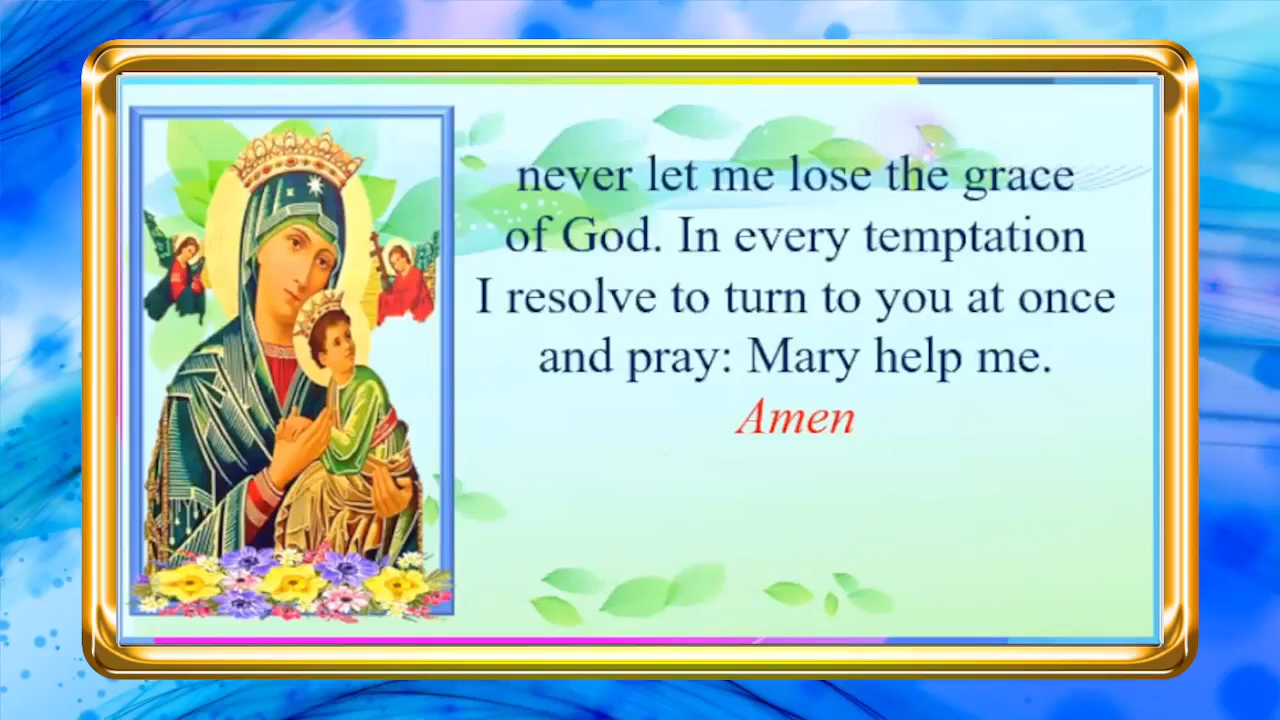 never let me lose the grace
of God. In every temptation
I resolve to turn to you at once
and pray: Mary help me.
Amen